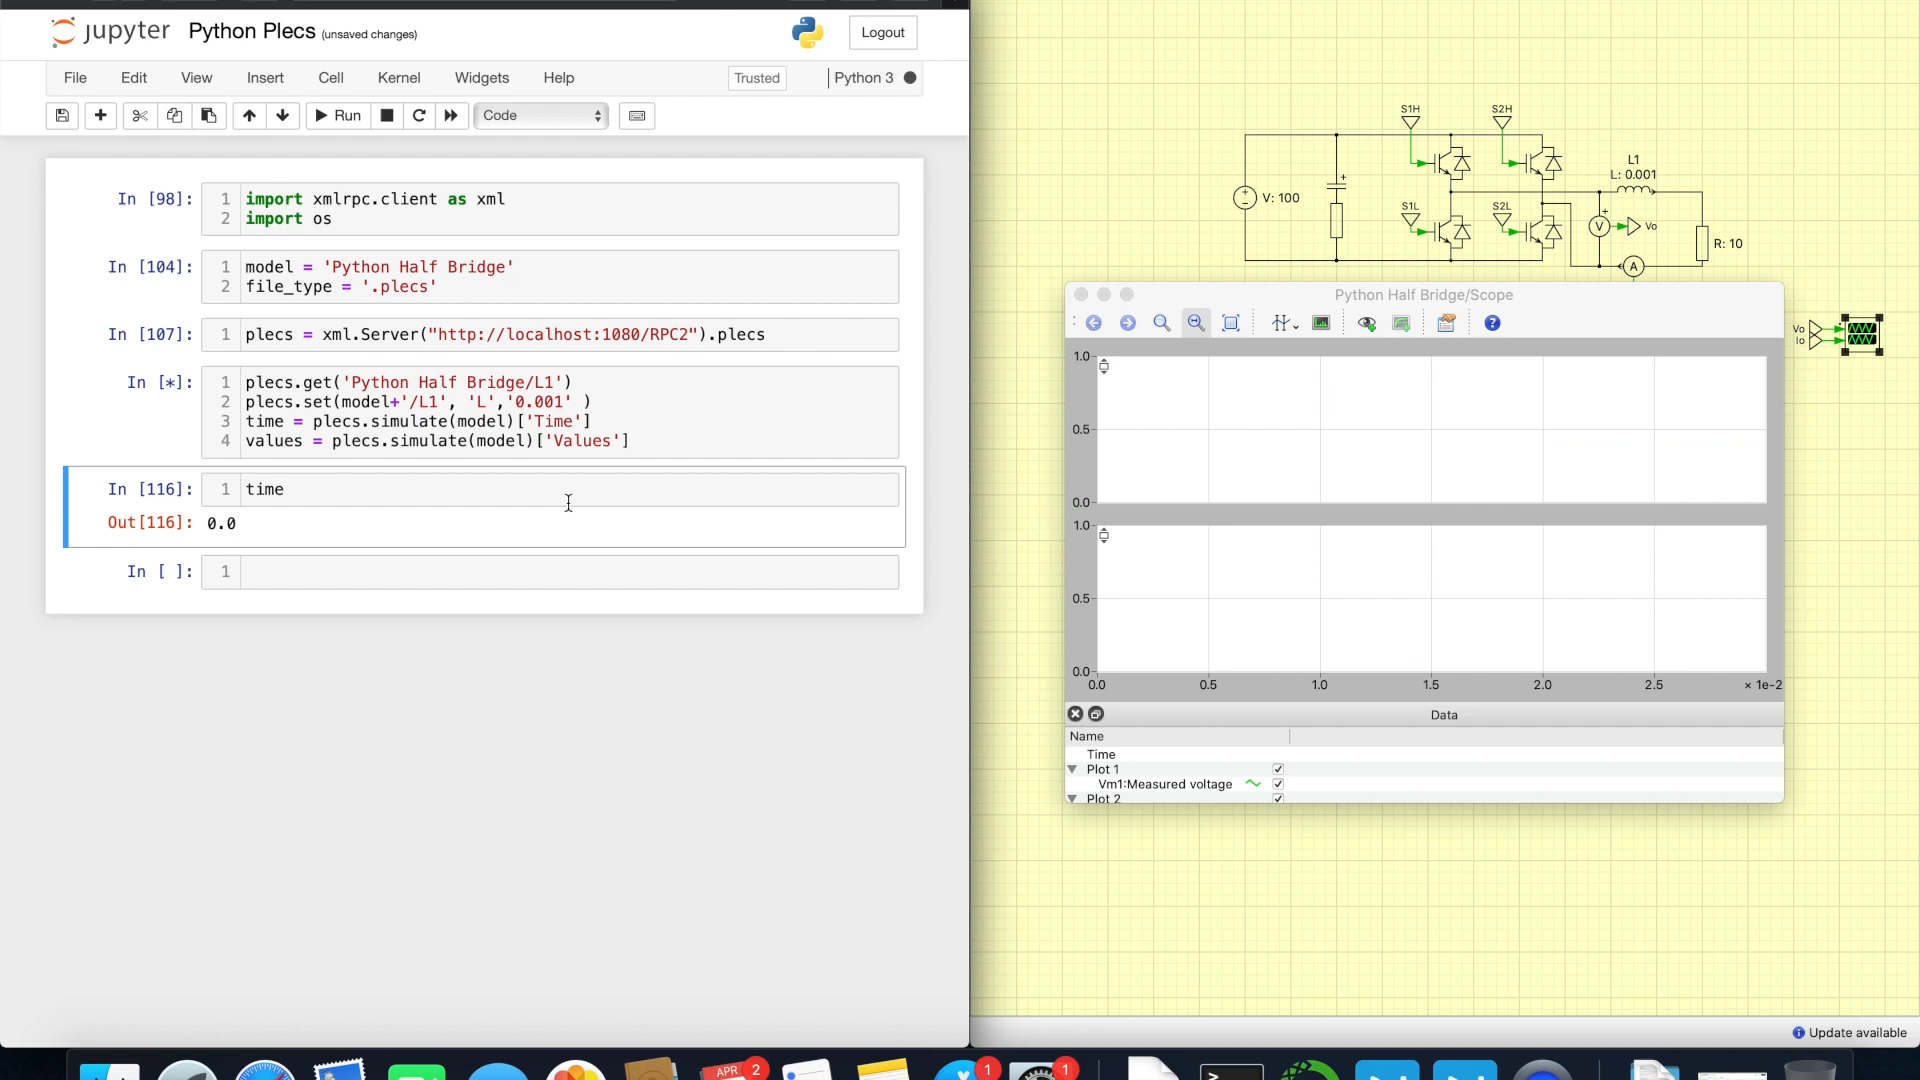 jupyter Python Plecs (unsaved changes)
Logout
File Edit View Insert Cell Kernel Widgets Help
Trusted
Python 3
Run
Code
In [98]:
1 import xmlrpc.client as xml
2 import os
In [104]:
1 model = 'Python Half Bridge'
2 file_type = '.plecs'
In [107]:
1 plecs = xml.Server("http://localhost:1080/RPC2").plecs
In [*]:
1 plecs.get('Python Half Bridge/L1')
2 plecs.set(model+'/L1', 'L','0.001' )
3 time = plecs.simulate(model)['Time']
4 values = plecs.simulate(model)['Values']
In [116]:
1 time
Out[116]: 0.0
In [ ]:
1
S1H
S2H
L1
L: 0.001
V: 100
S1L
S2L
V
Vo
R: 10
A
Python Half Bridge/Scope
Vo
Io
1.0
0.5
0.0
1.0
0.5
0.0
0.0 0.5 1.0 1.5 2.0 2.5 × 1e-2
Data
Name
Time
Plot 1
Vm1:Measured voltage
Plot 2
Update available
APR
2
1
1